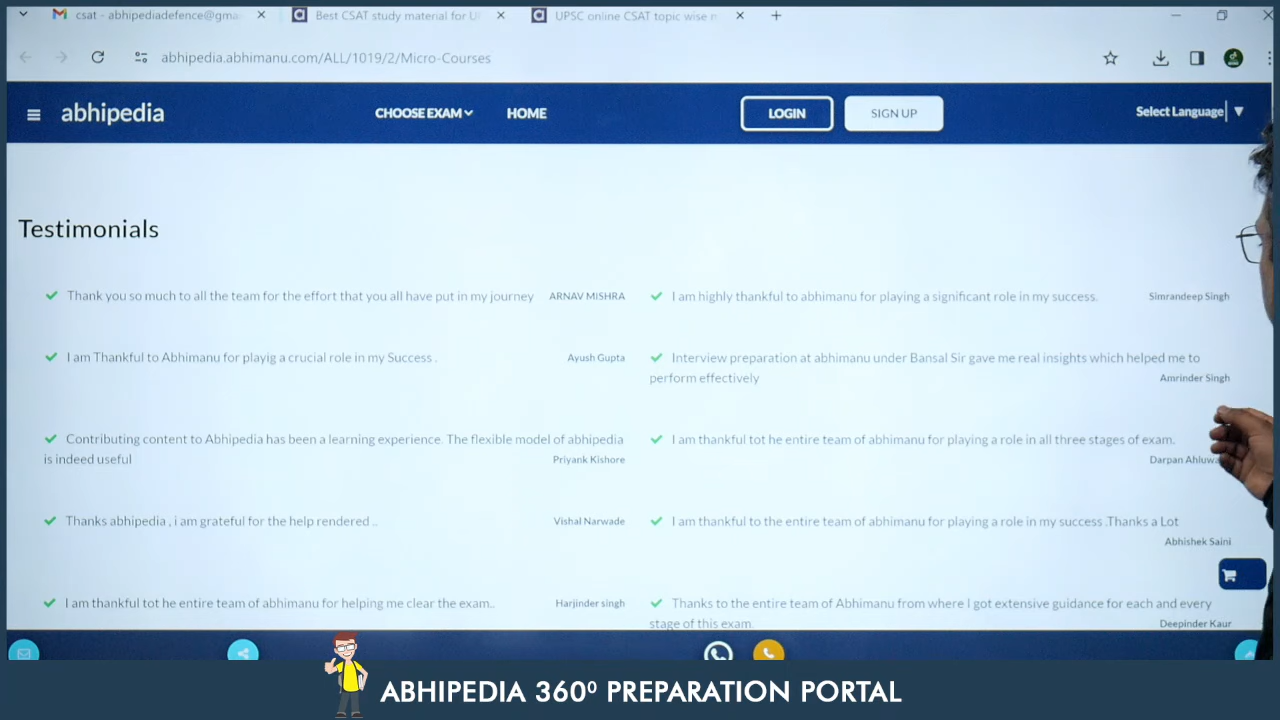 csat - abhipediadefence@gma
Best CSAT study material for U
UPSC online CSAT topic wise n
abhipedia.abhimanu.com/ALL/1019/2/Micro-Courses
abhipedia
CHOOSE EXAM
HOME
LOGIN
SIGN UP
Select Language
Testimonials
Thank you so much to all the team for the effort that you all have put in my journey
ARNAV MISHRA
I am highly thankful to abhimanu for playing a significant role in my success.
Simrandeep Singh
I am Thankful to Abhimanu for playig a crucial role in my Success .
Ayush Gupta
Interview preparation at abhimanu under Bansal Sir gave me real insights which helped me to
perform effectively
Amrinder Singh
Contributing content to Abhipedia has been a learning experience. The flexible model of abhipedia
is indeed useful
Priyank Kishore
I am thankful tot he entire team of abhimanu for playing a role in all three stages of exam.
Darpan Ahluwa
Thanks abhipedia , i am grateful for the help rendered ..
Vishal Narwade
I am thankful to the entire team of abhimanu for playing a role in my success .Thanks a Lot
Abhishek Saini
I am thankful tot he entire team of abhimanu for helping me clear the exam..
Harjinder singh
Thanks to the entire team of Abhimanu from where I got extensive guidance for each and every
stage of this exam.
Deepinder Kaur
ABHIPEDIA 360⁰ PREPARATION PORTAL